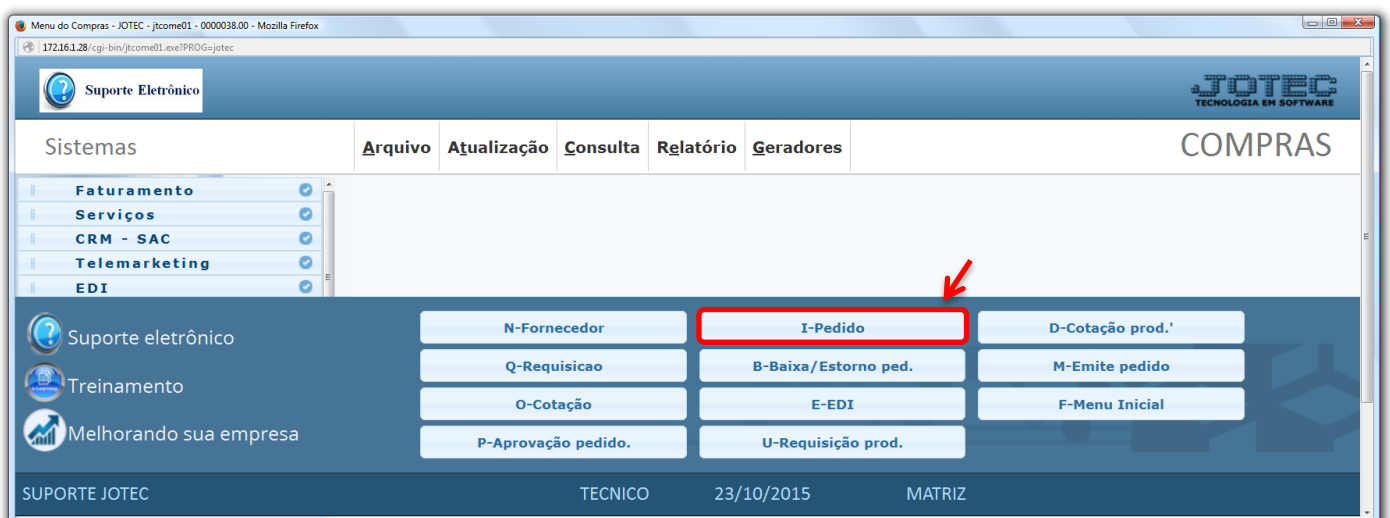 Menu do Compras - JOTEC - jtcome01 - 0000038.00 - Mozilla Firefox
172.16.1.28/cgi-bin/jtcome01.exe?PROG=jotec
Suporte Eletrônico
JOTEC
TECNOLOGIA EM SOFTWARE
Sistemas
Arquivo Atualização Consulta Relatório Geradores
COMPRAS
Faturamento
Serviços
CRM - SAC
Telemarketing
EDI
Suporte eletrônico
Treinamento
Melhorando sua empresa
N-Fornecedor I-Pedido D-Cotação prod.'
Q-Requisicao B-Baixa/Estorno ped. M-Emite pedido
O-Cotação E-EDI F-Menu Inicial
P-Aprovação pedido. U-Requisição prod.
SUPORTE JOTEC TECNICO 23/10/2015 MATRIZ